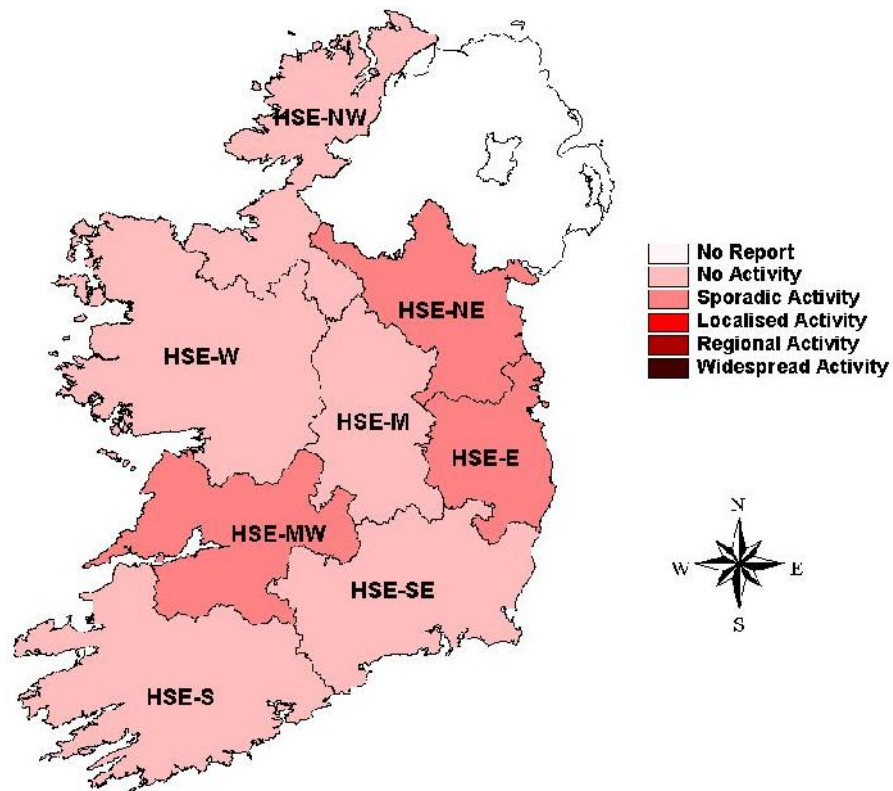 HSE-NW
HSE-NE
HSE-W
HSE-M
HSE-E
HSE-MW
HSE-SE
HSE-S
No Report
No Activity
Sporadic Activity
Localised Activity
Regional Activity
Widespread Activity
N
W E
S